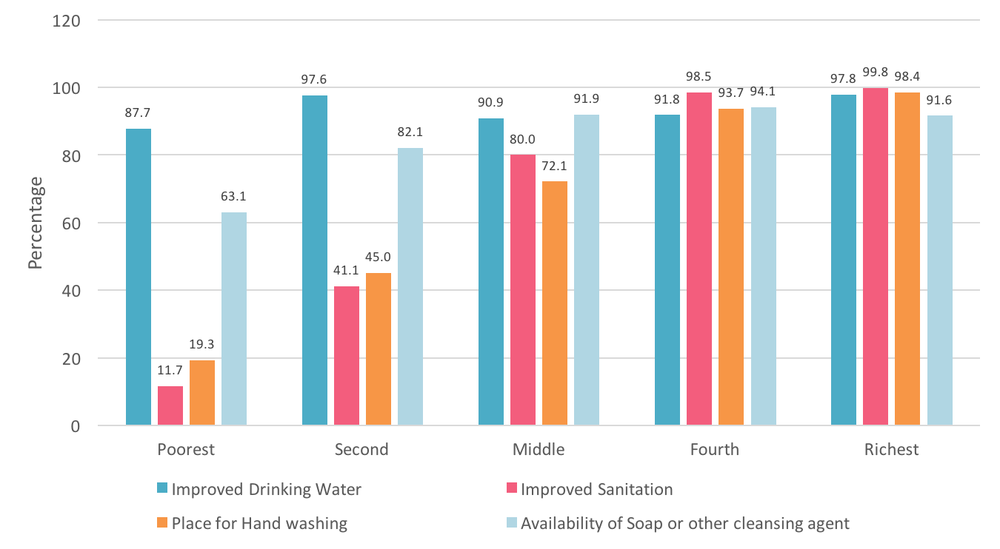 120
100
80
60
40
20
0
Percentage
87.7
11.7
19.3
63.1
97.6
41.1
45.0
82.1
90.9
80.0
72.1
91.9
91.8
98.5
93.7
94.1
97.8
99.8
98.4
91.6
Poorest
Second
Middle
Fourth
Richest
Improved Drinking Water
Improved Sanitation
Place for Hand washing
Availability of Soap or other cleansing agent